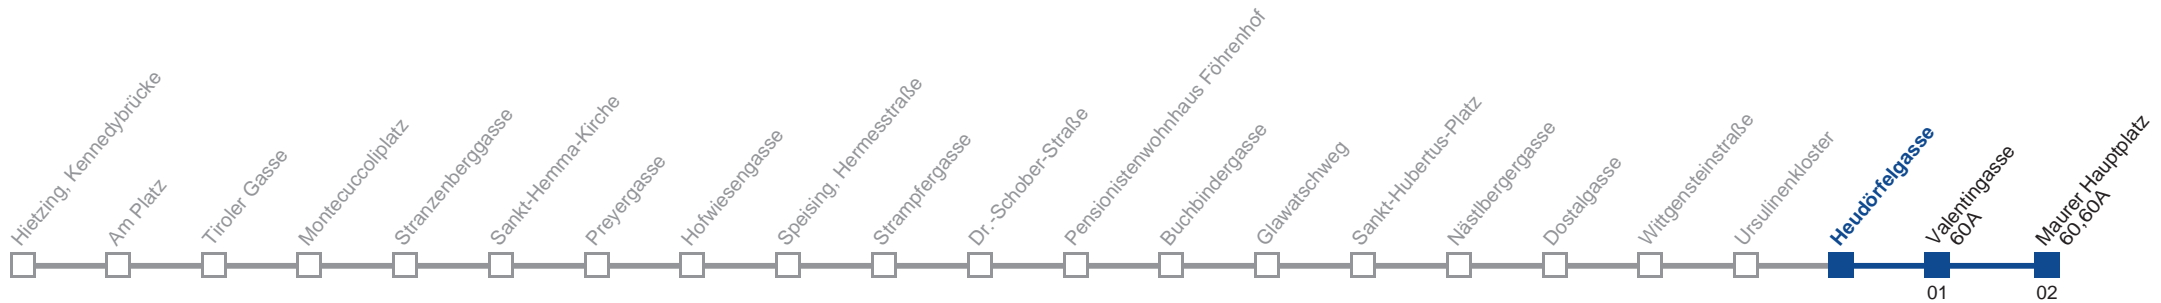 Hietzing, Kennedybrücke
Am Platz
Tiroler Gasse
Montecuccoliplatz
Stranzenberggasse
Sankt-Hemma-Kirche
Preyergasse
Hofwiesengasse
Speising, Hermesstraße
Strampfergasse
Dr.-Schober-Straße
Pensionistenwohnhaus Föhrenhof
Buchbindergasse
Glawatschweg
Sankt-Hubertus-Platz
Nästlbergergasse
Dostalgasse
Wittgensteinstraße
Ursulinenkloster
Heudörfelgasse
Valentingasse
60A
Maurer Hauptplatz
60,60A
01
02